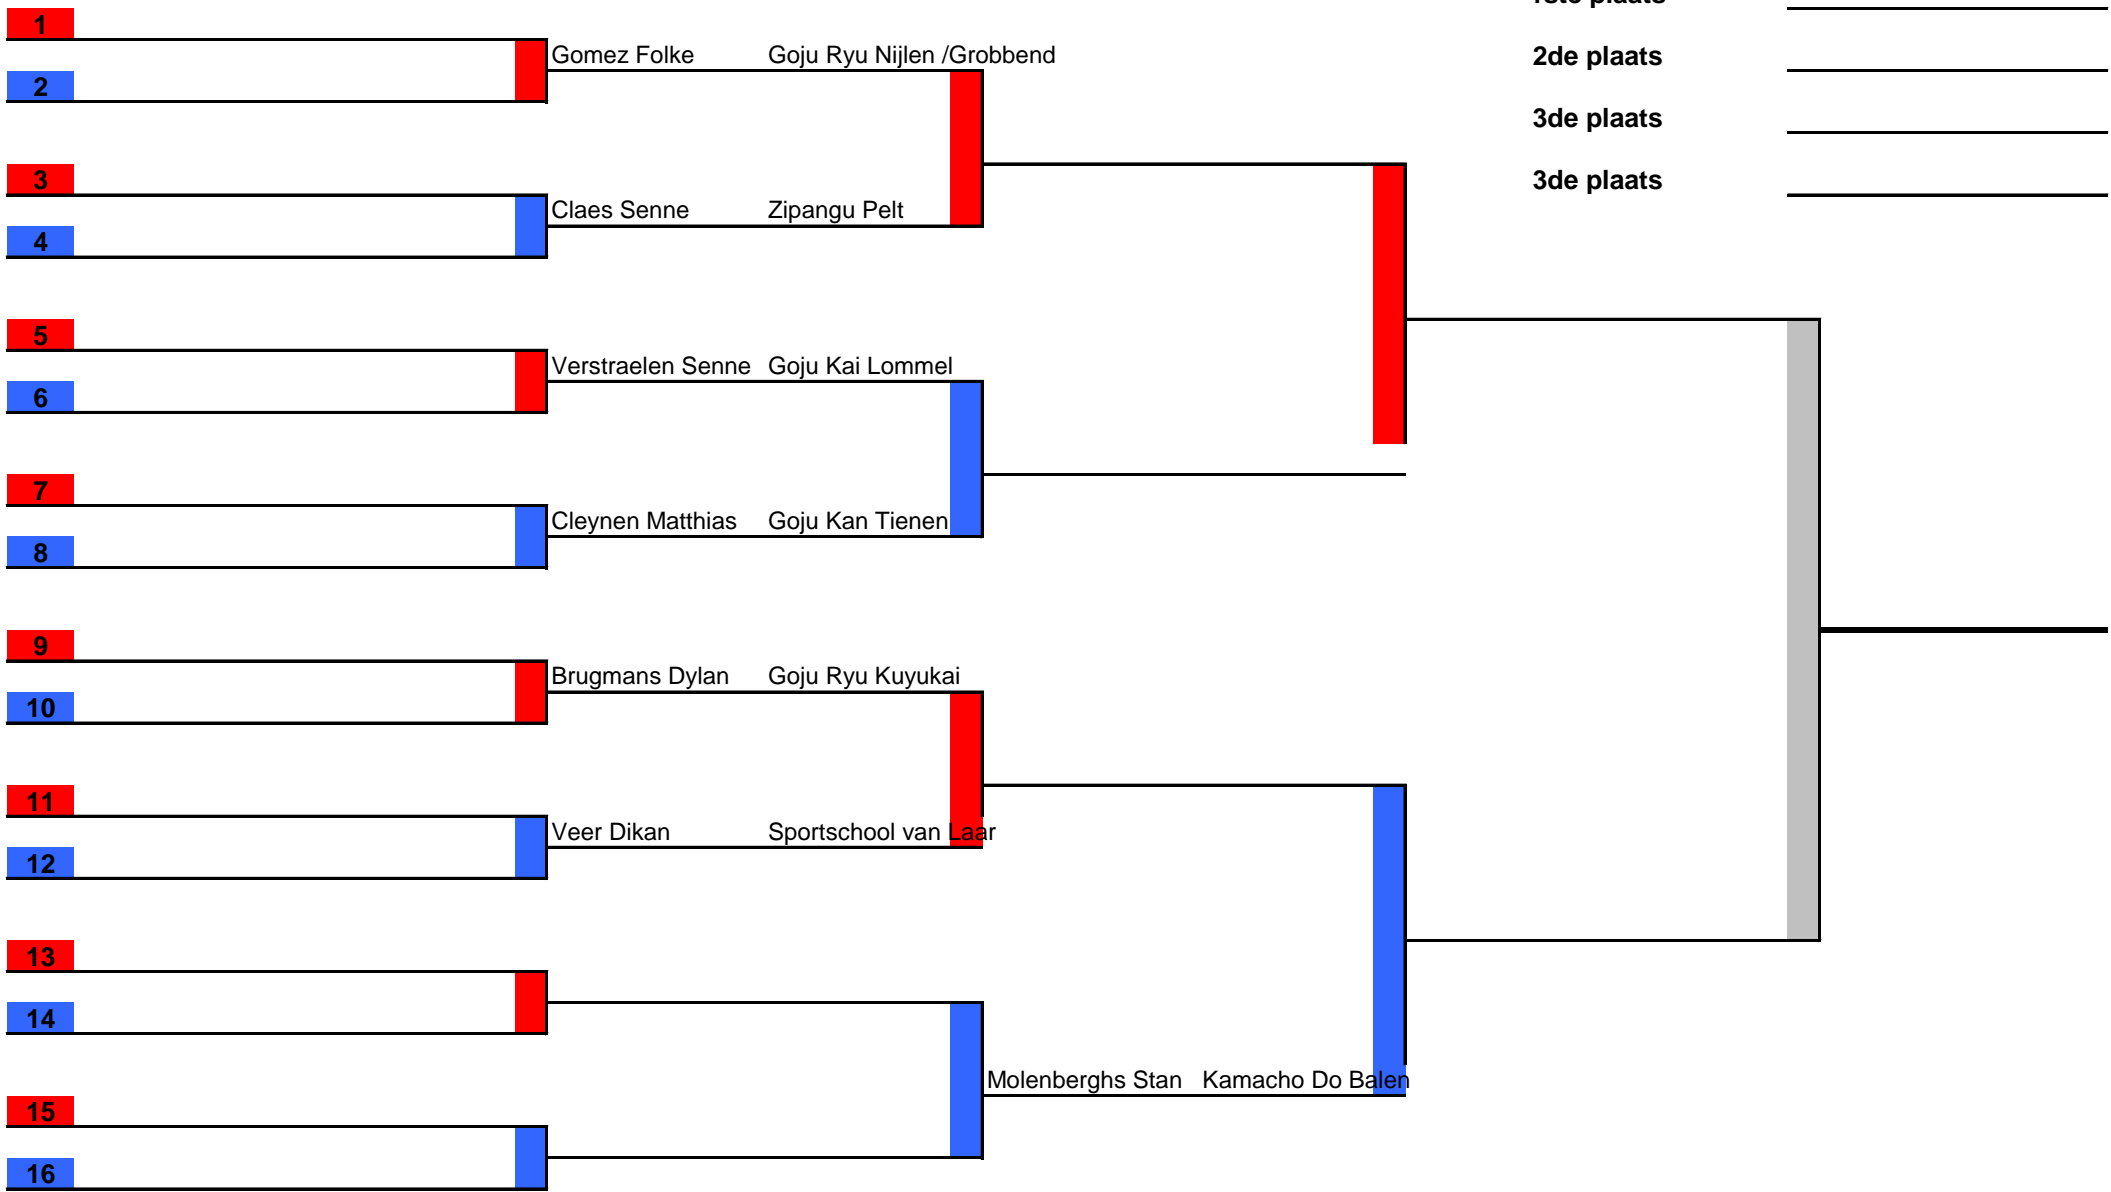 1ste plaats
1
Gomez Folke Goju Ryu Nijlen /Grobbend
2de plaats
2
3de plaats
3
3de plaats
Claes Senne Zipangu Pelt
4
5
Verstraelen Senne Goju Kai Lommel
6
7
Cleynen Matthias Goju Kan Tienen
8
9
Brugmans Dylan Goju Ryu Kuyukai
10
11
Veer Dikan Sportschool van Laar
12
13
14
Molenberghs Stan Kamacho Do Balen
15
16